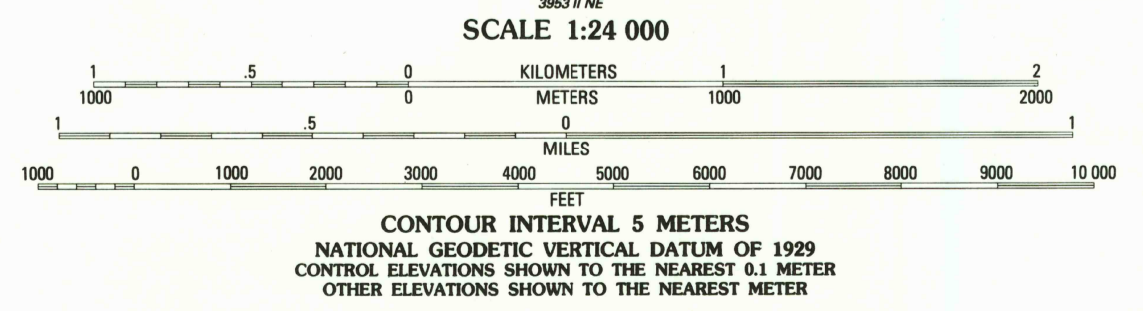 3953 II NE
SCALE 1:24 000
1 .5 0 KILOMETERS 1 2
1000 0 METERS 1000 2000
1 .5 0 1
MILES
1000 0 1000 2000 3000 4000 5000 6000 7000 8000 9000 10 000
FEET
CONTOUR INTERVAL 5 METERS
NATIONAL GEODETIC VERTICAL DATUM OF 1929
CONTROL ELEVATIONS SHOWN TO THE NEAREST 0.1 METER
OTHER ELEVATIONS SHOWN TO THE NEAREST METER